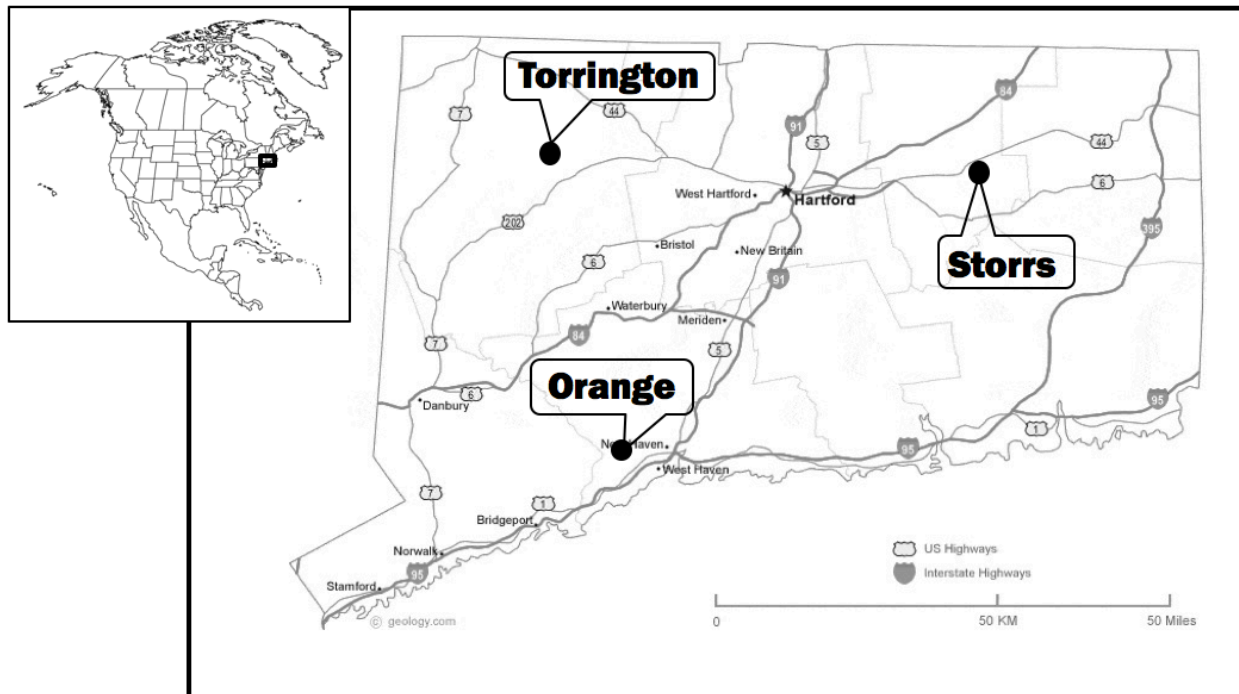 Torrington
44
7
84
91
5
44
West Hartford
Hartford
6
202
395
Bristol
New Britain
Storrs
6
91
Waterbury
Meriden
84
7
5
Orange
6
Danbury
95
1
New Haven
95
West Haven
7
1
Bridgeport
Norwalk
95
Stamford
US Highways
Interstate Highways
0
50 KM
50 Miles
© geology.com